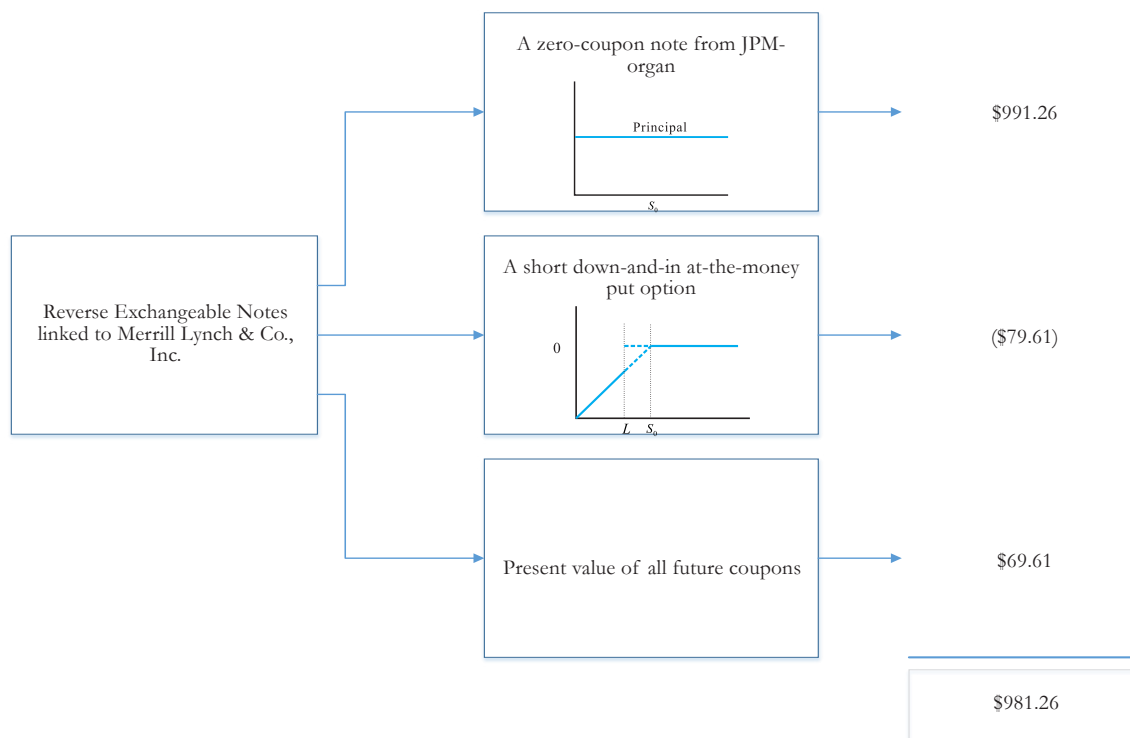 A zero-coupon note from JPM-
organ
Principal
S₀
$991.26
Reverse Exchangeable Notes
linked to Merrill Lynch & Co.,
Inc.
A short down-and-in at-the-money
put option
0
L S₀
($79.61)
Present value of all future coupons
$69.61
$981.26